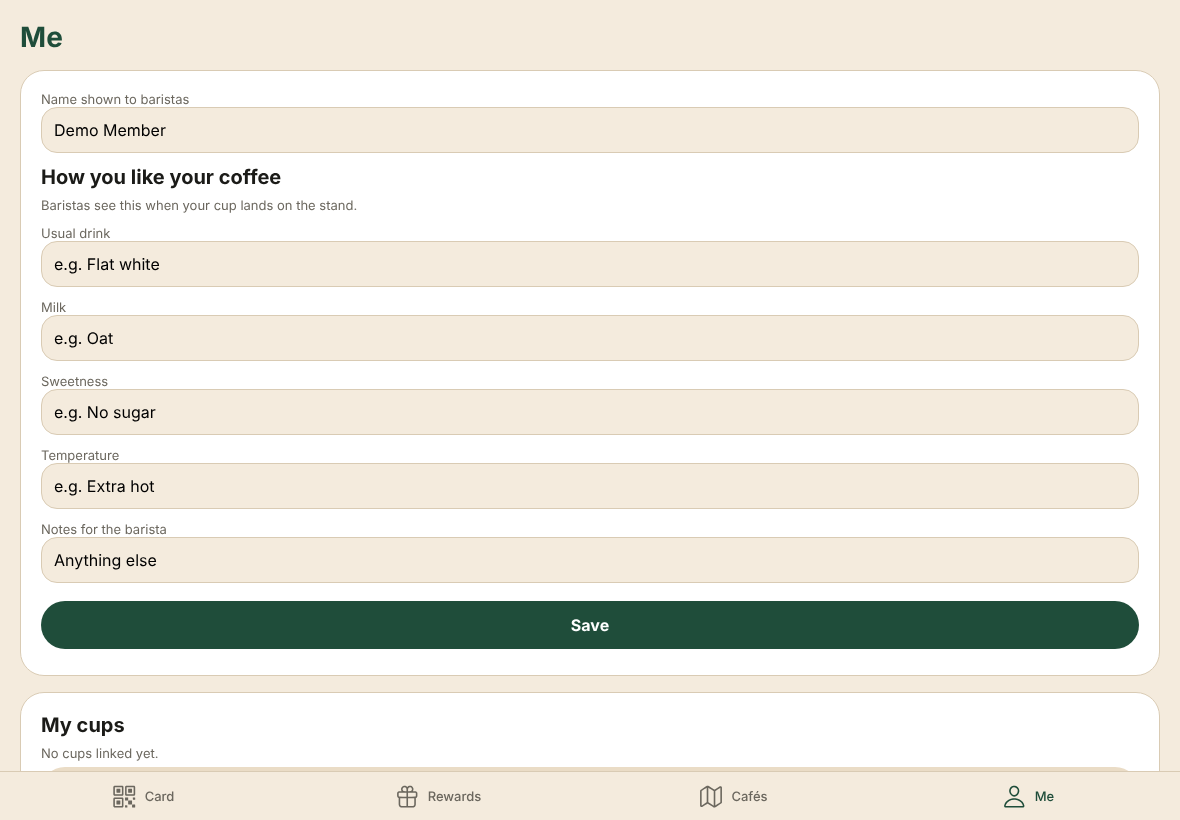 Me
Name shown to baristas
Demo Member
How you like your coffee
Baristas see this when your cup lands on the stand.
Usual drink
e.g. Flat white
Milk
e.g. Oat
Sweetness
e.g. No sugar
Temperature
e.g. Extra hot
Notes for the barista
Anything else
Save
My cups
No cups linked yet.
Card
Rewards
Cafés
Me